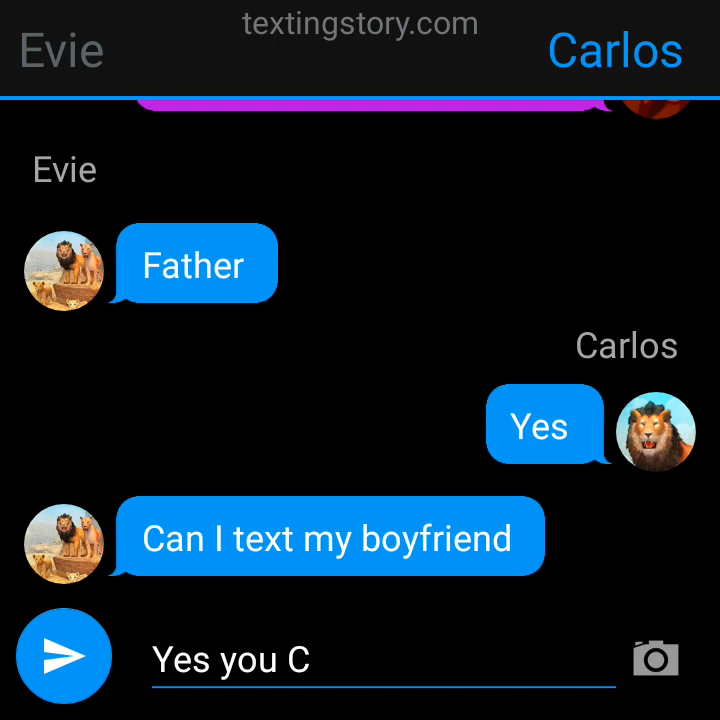 textingstory.com
Evie Carlos
Evie
Father
Carlos
Yes
Can I text my boyfriend
Yes you C